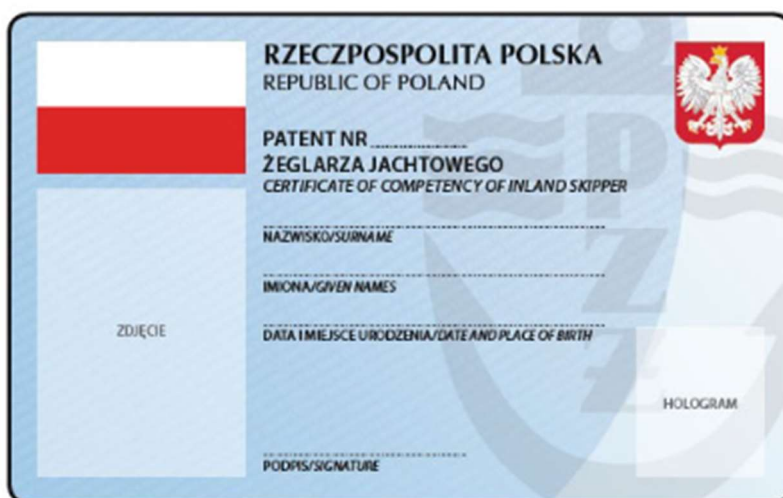 RZECZPOSPOLITA POLSKA
REPUBLIC OF POLAND
PATENT NR
ŻEGLARZA JACHTOWEGO
CERTIFICATE OF COMPETENCY OF INLAND SKIPPER
NAZWISKO/SURNAME
IMIONA/GIVEN NAMES
DATA I MIEJSCE URODZENIA/DATE AND PLACE OF BIRTH
ZDJĘCIE
HOLOGRAM
PODPIS/SIGNATURE
P
Z
Ż